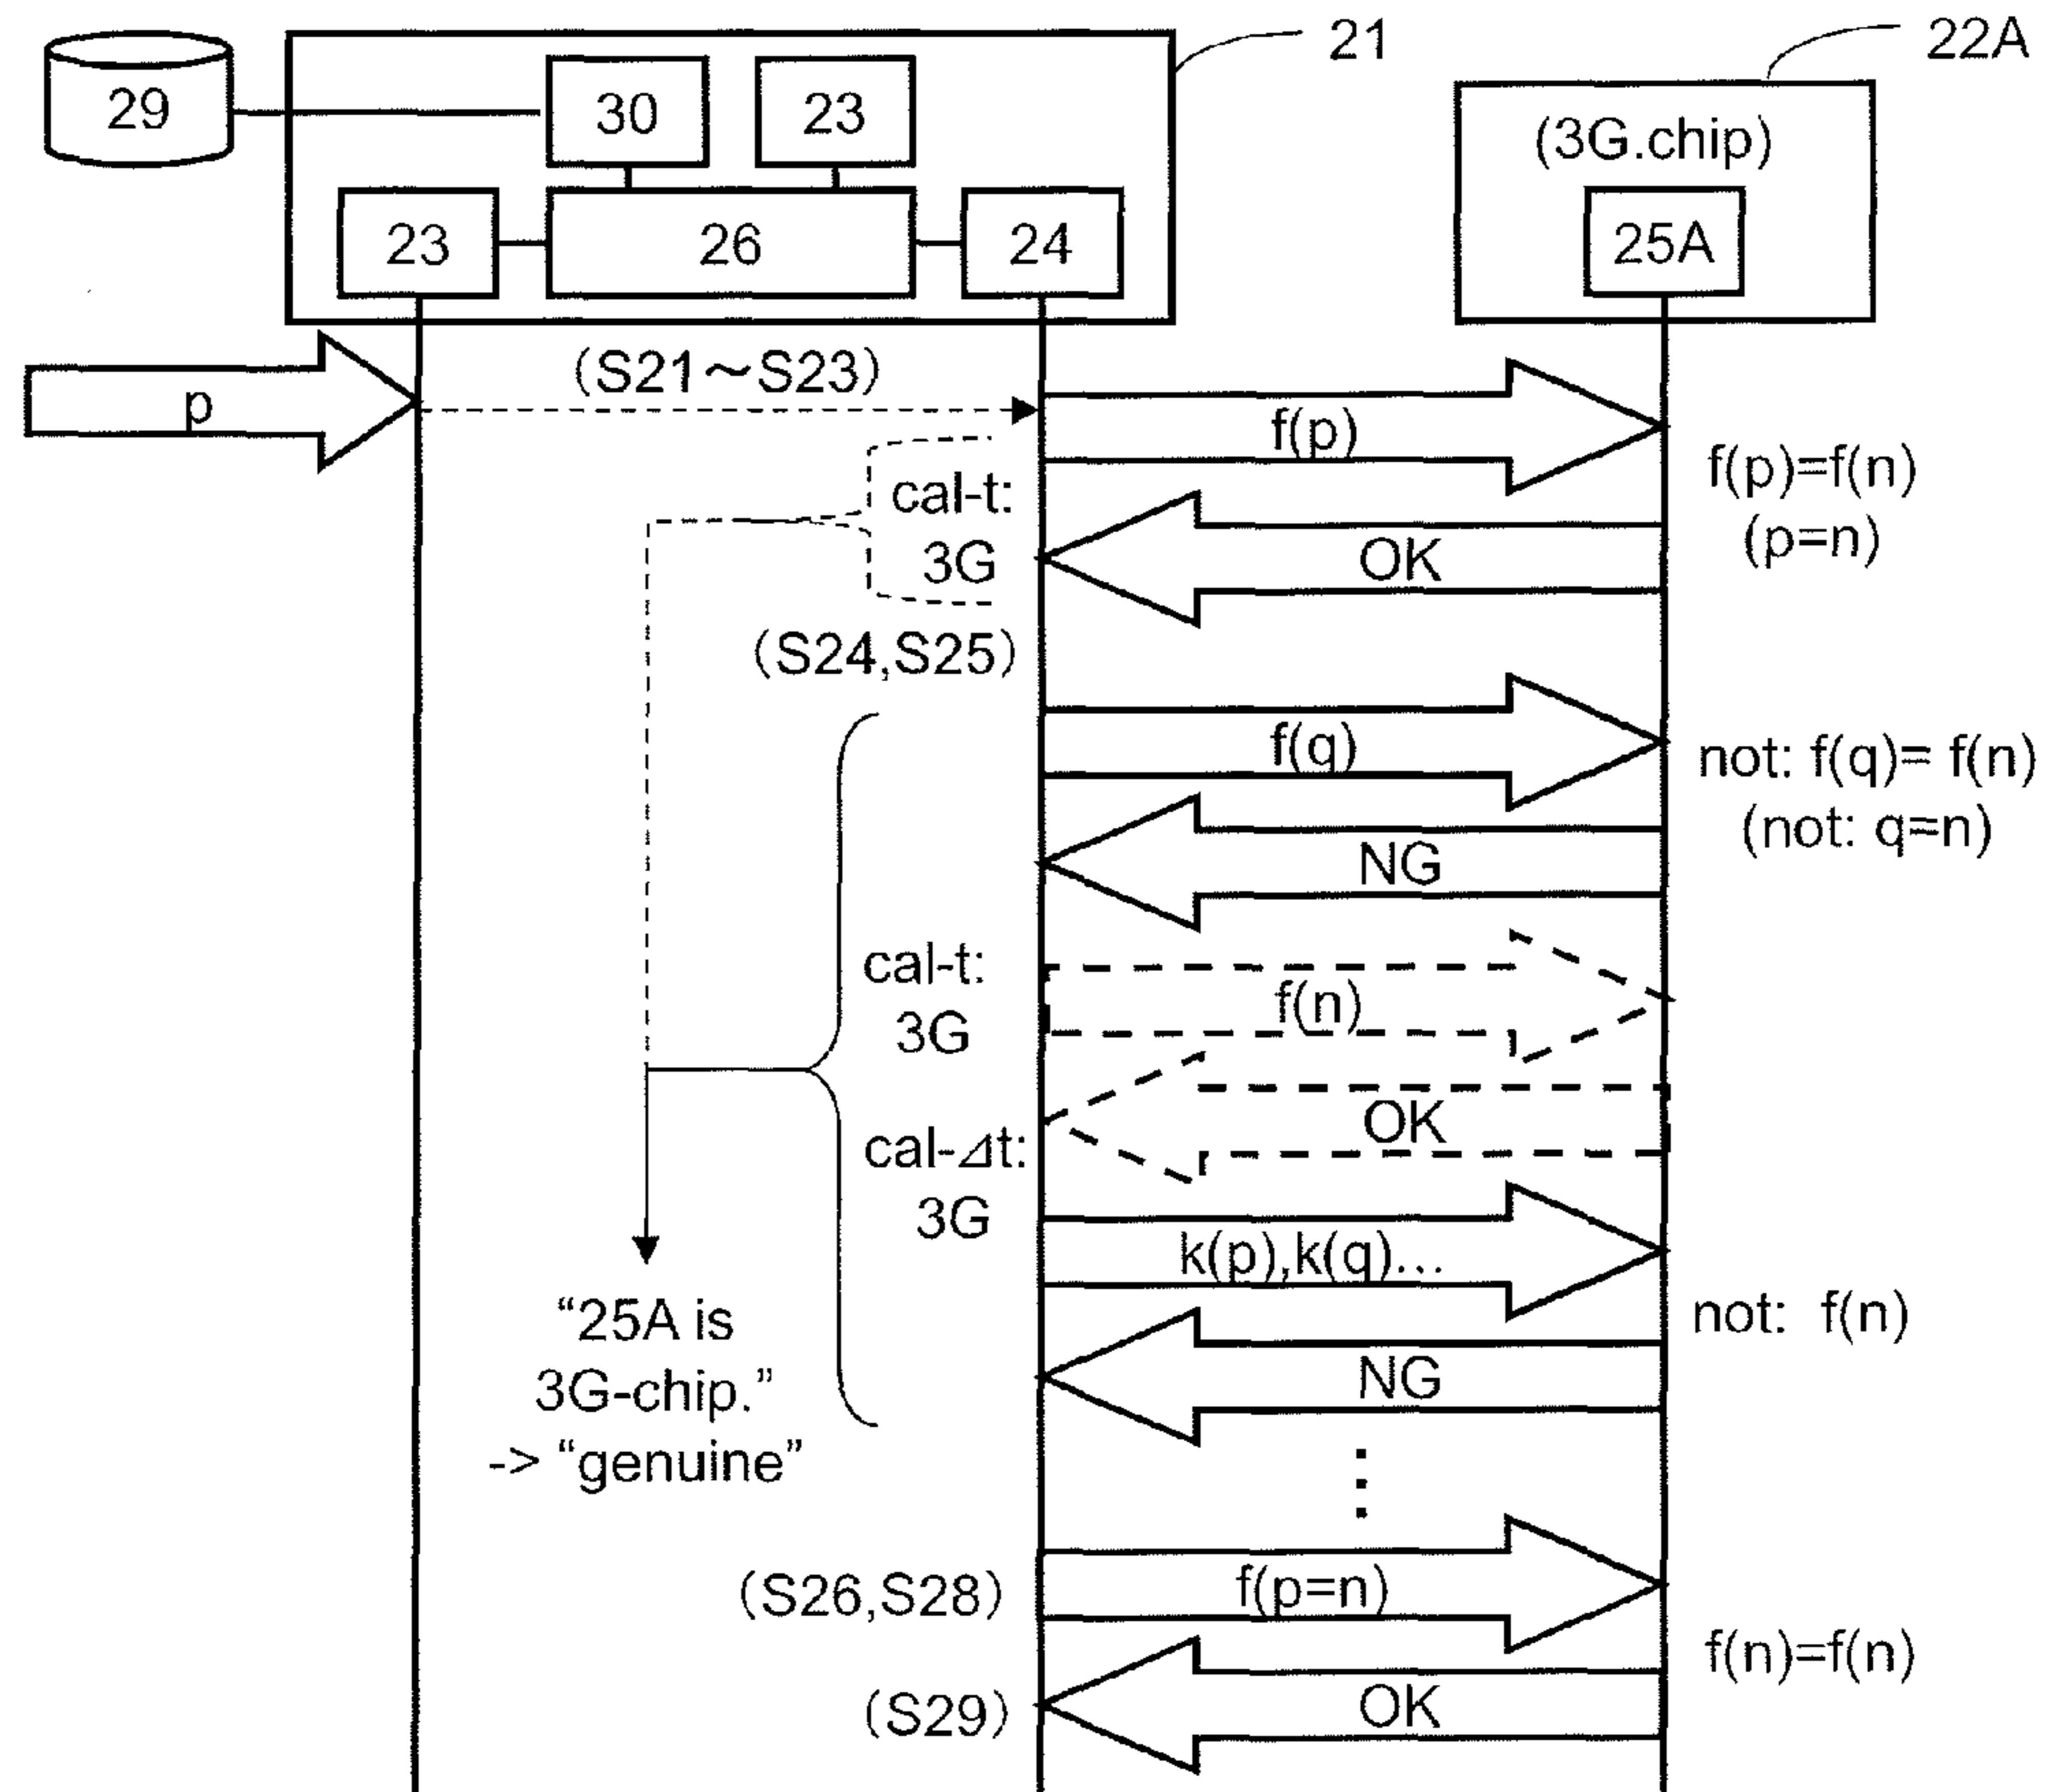 21
22A
29
30
23
(3G.chip)
23
26
24
25A
(S21～S23)
p
f(p)
f(p)=f(n)
(p=n)
cal-t:
3G
OK
(S24,S25)
f(q)
not: f(q)= f(n)
(not: q=n)
NG
cal-t:
3G
f(n)
OK
cal-⊿t:
3G
k(p),k(q)...
not: f(n)
“25A is
3G-chip.”
-> “genuine”
NG
⋮
(S26,S28)
f(p=n)
f(n)=f(n)
(S29)
OK